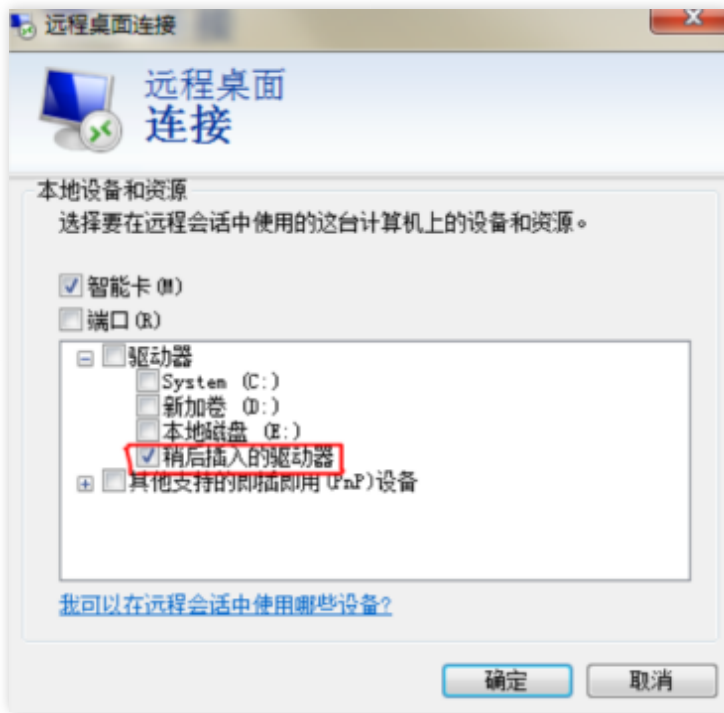 远程桌面连接
远程桌面
连接
本地设备和资源
选择要在远程会话中使用的这台计算机上的设备和资源。
智能卡(M)
端口(R)
驱动器
System (C:)
新加卷 (D:)
本地磁盘 (E:)
稍后插入的驱动器
其他支持的即插即用(PnP)设备
我可以在远程会话中使用哪些设备?
确定
取消